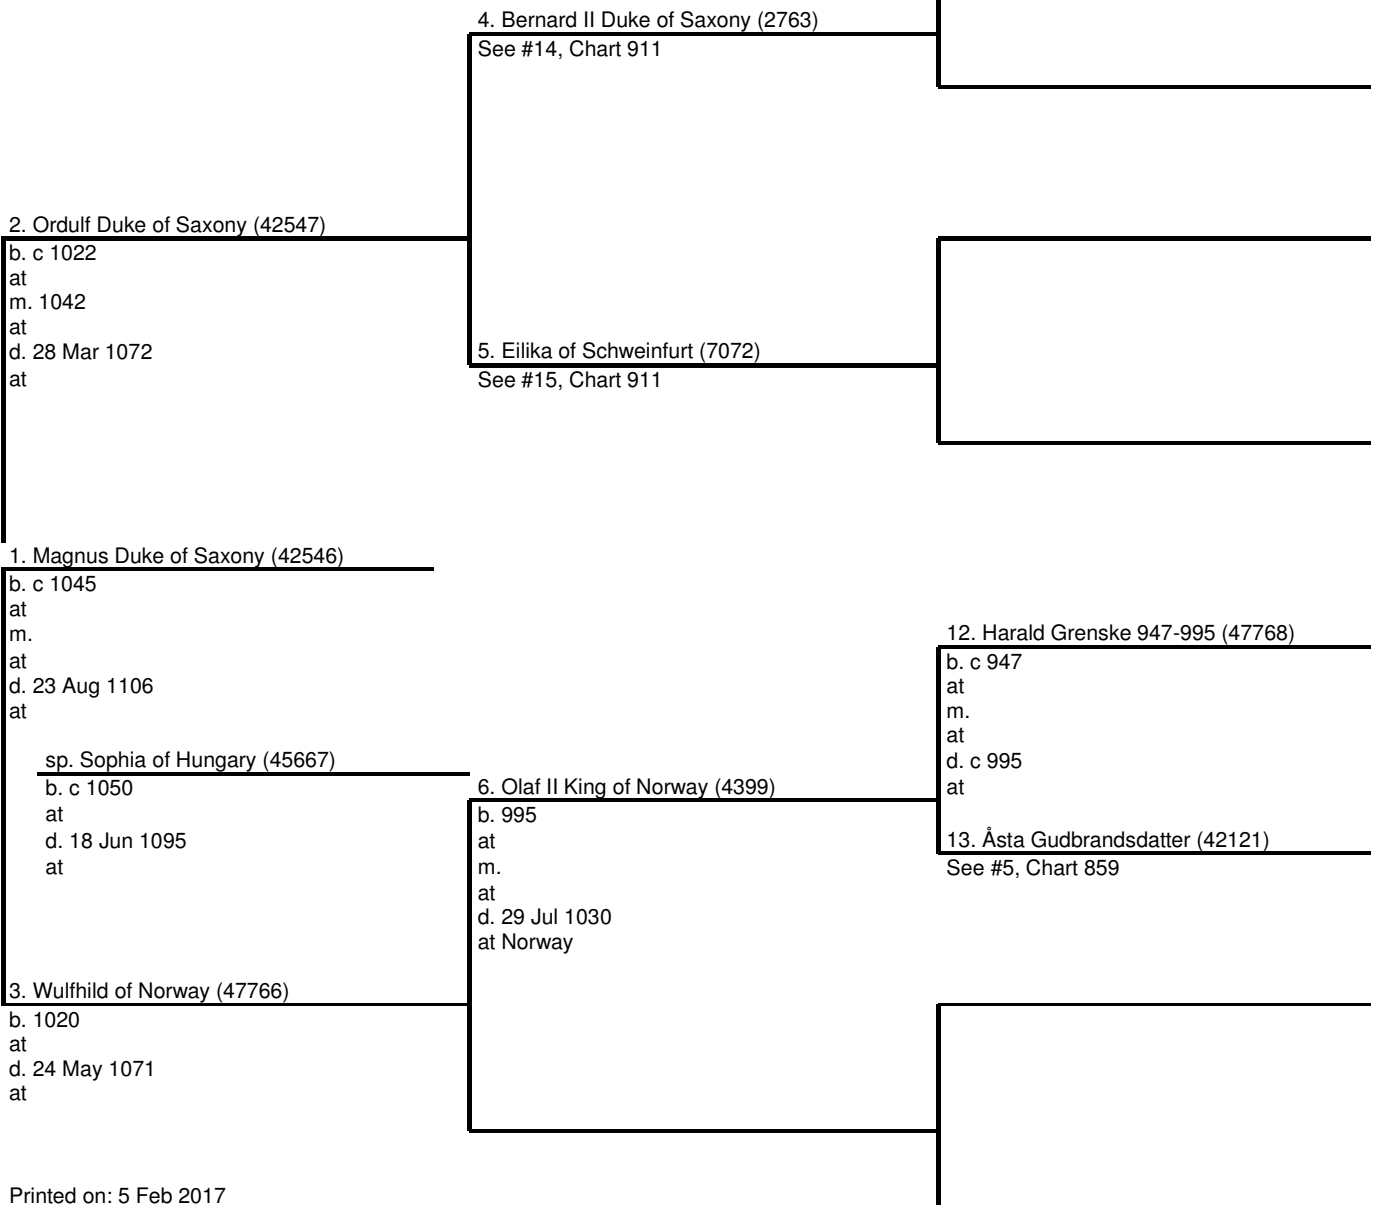 4. Bernard II Duke of Saxony (2763)
See #14, Chart 911
2. Ordulf Duke of Saxony (42547)
b. c 1022
at
m. 1042
at
d. 28 Mar 1072
at
5. Eilika of Schweinfurt (7072)
See #15, Chart 911
1. Magnus Duke of Saxony (42546)
b. c 1045
at
m.
at
d. 23 Aug 1106
at
sp. Sophia of Hungary (45667)
b. c 1050
at
d. 18 Jun 1095
at
12. Harald Grenske 947-995 (47768)
b. c 947
at
m.
at
d. c 995
at
6. Olaf II King of Norway (4399)
b. 995
at
m.
at
d. 29 Jul 1030
at Norway
13. Åsta Gudbrandsdatter (42121)
See #5, Chart 859
3. Wulfhild of Norway (47766)
b. 1020
at
d. 24 May 1071
at
Printed on: 5 Feb 2017